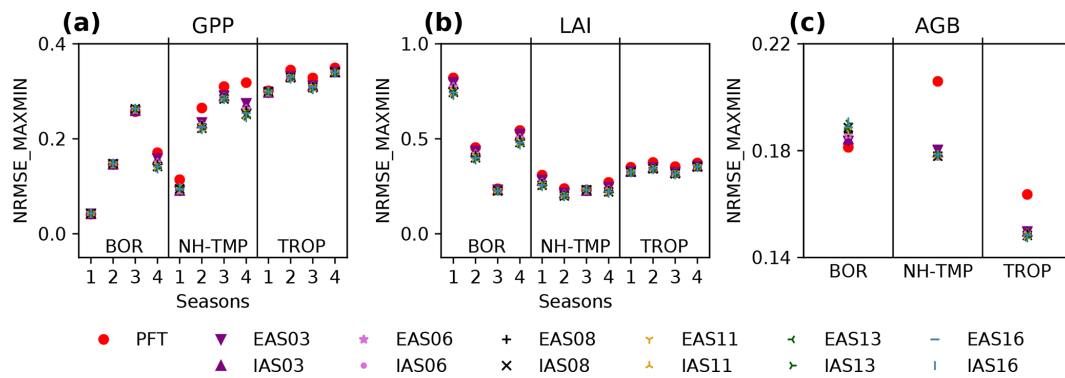 (a) GPP
(b) LAI
(c) AGB
NRMSE_MAXMIN
0.4
0.2
0.0
BOR NH-TMP TROP
1 2 3 4 1 2 3 4 1 2 3 4
Seasons
NRMSE_MAXMIN
1.0
0.5
0.0
BOR NH-TMP TROP
1 2 3 4 1 2 3 4 1 2 3 4
Seasons
NRMSE_MAXMIN
0.22
0.18
0.14
BOR NH-TMP TROP
PFT EAS03 EAS06 EAS08 EAS11 EAS13 EAS16
IAS03 IAS06 IAS08 IAS11 IAS13 IAS16